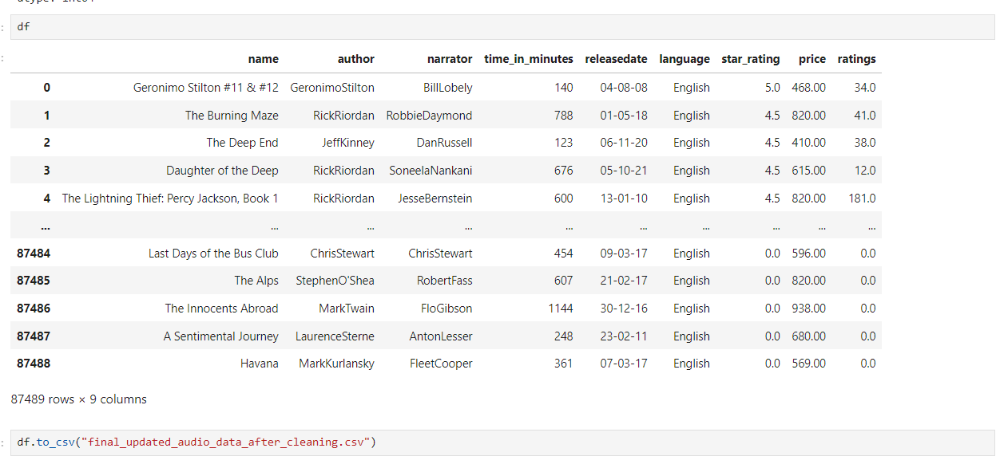 : df
:
name author narrator time_in_minutes releasedate language star_rating price ratings
0 Geronimo Stilton #11 & #12 GeronimoStilton BillLobely 140 04-08-08 English 5.0 468.00 34.0
1 The Burning Maze RickRiordan RobbieDaymond 788 01-05-18 English 4.5 820.00 41.0
2 The Deep End JeffKinney DanRussell 123 06-11-20 English 4.5 410.00 38.0
3 Daughter of the Deep RickRiordan SoneelaNankani 676 05-10-21 English 4.5 615.00 12.0
4 The Lightning Thief: Percy Jackson, Book 1 RickRiordan JesseBernstein 600 13-01-10 English 4.5 820.00 181.0
... ... ... ... ... ... ... ... ... ...
87484 Last Days of the Bus Club ChrisStewart ChrisStewart 454 09-03-17 English 0.0 596.00 0.0
87485 The Alps StephenO'Shea RobertFass 607 21-02-17 English 0.0 820.00 0.0
87486 The Innocents Abroad MarkTwain FloGibson 1144 30-12-16 English 0.0 938.00 0.0
87487 A Sentimental Journey LaurenceSterne AntonLesser 248 23-02-11 English 0.0 680.00 0.0
87488 Havana MarkKurlansky FleetCooper 361 07-03-17 English 0.0 569.00 0.0
87489 rows × 9 columns
: df.to_csv("final_updated_audio_data_after_cleaning.csv")